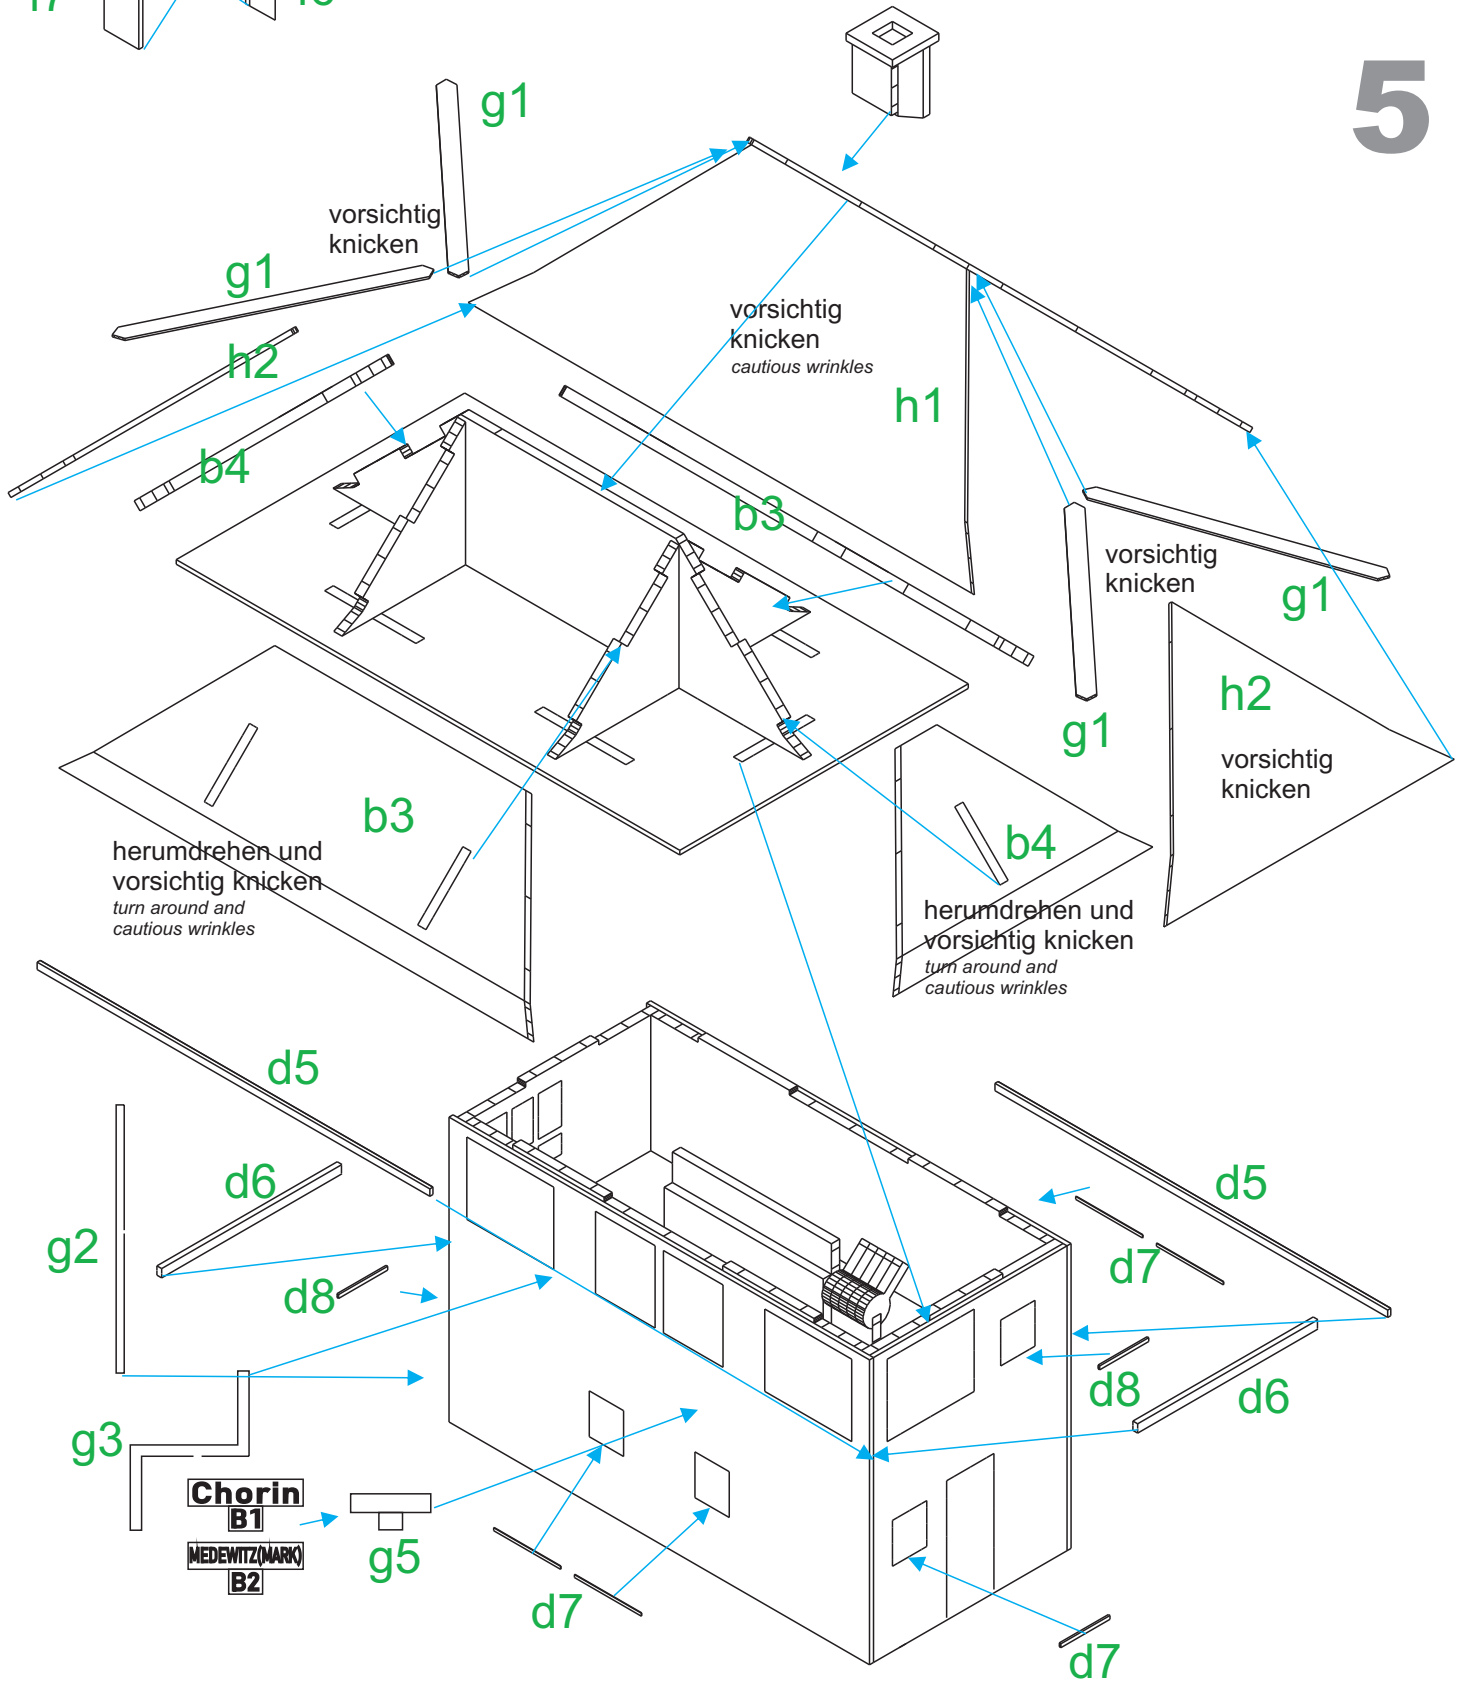 5
g1
vorsichtig
knicken
g1
h2
b4
vorsichtig
knicken
cautious wrinkles
h1
b3
vorsichtig
knicken
g1
g1
h2
vorsichtig
knicken
b3
herumdrehen und
vorsichtig knicken
turn around and
cautious wrinkles
b4
herumdrehen und
vorsichtig knicken
turn around and
cautious wrinkles
d5
d6
g2
d8
g3
Chorin
B1
MEDEWITZ(MARK)
B2
g5
d7
d5
d7
d8
d6
d7